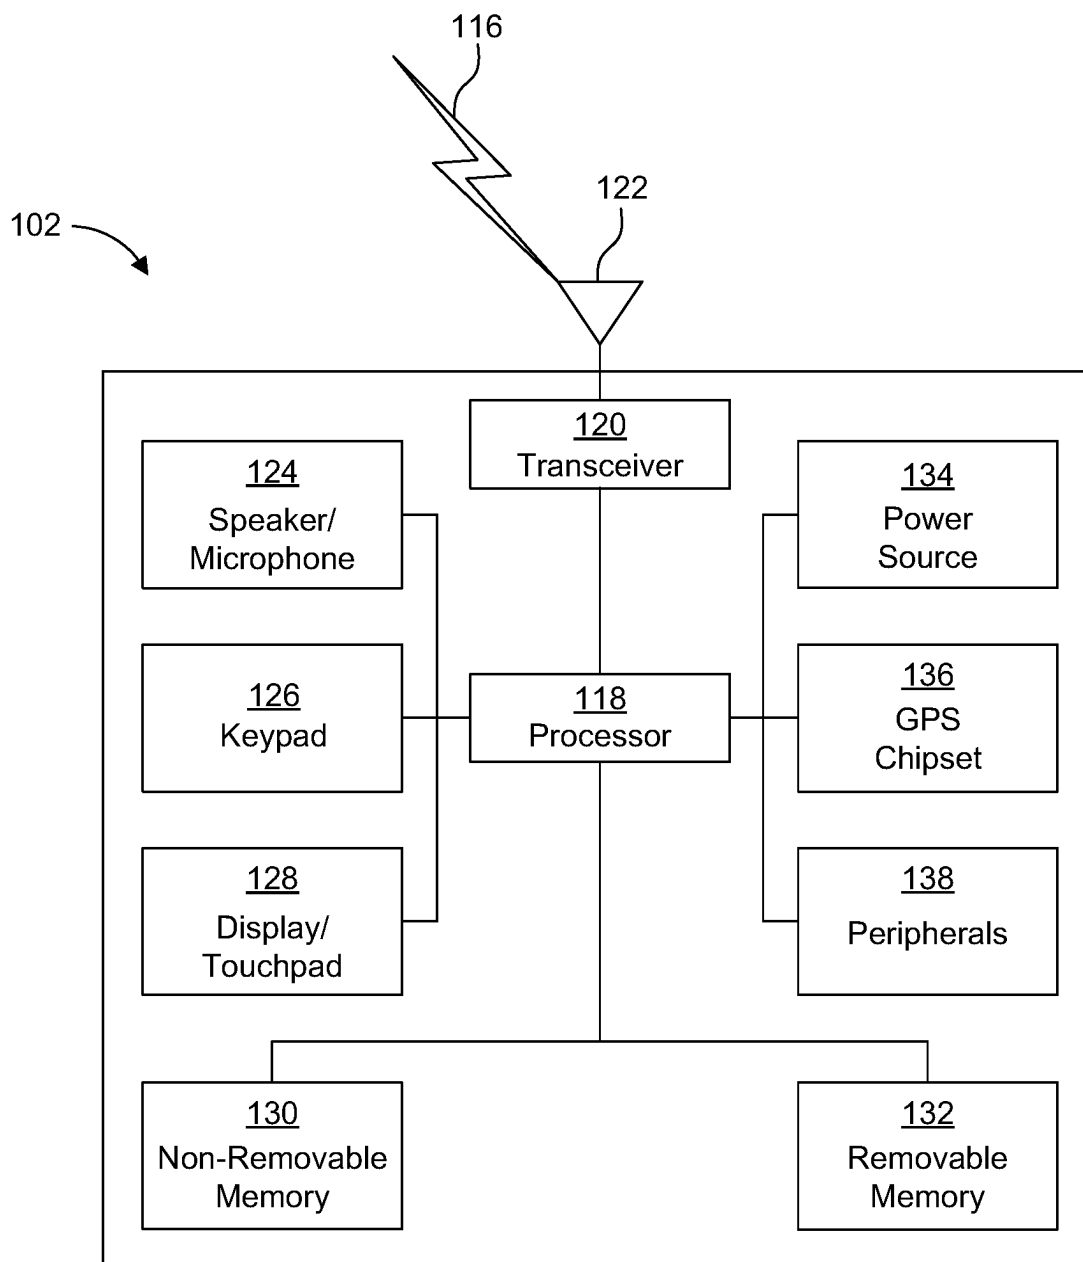 116
122
102
120
Transceiver
124
Speaker/
Microphone
134
Power
Source
126
Keypad
118
Processor
136
GPS
Chipset
128
Display/
Touchpad
138
Peripherals
130
Non-Removable
Memory
132
Removable
Memory